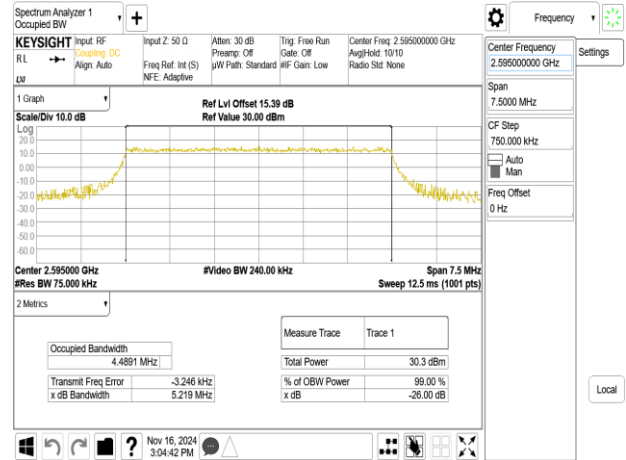 Spectrum Analyzer 1
Occupied BW
Frequency
KEYSIGHT
Input: RF
Coupling: DC
Align: Auto
Input Z: 50 Ω
Freq Ref: Int (S)
NFE: Adaptive
Atten: 30 dB
Preamp: Off
µW Path: Standard
Trig: Free Run
Gate: Off
#IF Gain: Low
Center Freq: 2.595000000 GHz
Avg|Hold: 10/10
Radio Std: None
RL
LXI
Center Frequency
2.595000000 GHz
Settings
Span
7.5000 MHz
CF Step
750.000 kHz
Auto
Man
Freq Offset
0 Hz
Local
1 Graph
Scale/Div 10.0 dB
Ref Lvl Offset 15.39 dB
Ref Value 30.00 dBm
Log
20.0
10.0
0.00
-10.0
-20.0
-30.0
-40.0
-50.0
-60.0
Center 2.595000 GHz
#Video BW 240.00 kHz
Span 7.5 MHz
#Res BW 75.000 kHz
Sweep 12.5 ms (1001 pts)
2 Metrics
Measure Trace Trace 1
Occupied Bandwidth
4.4891 MHz
Total Power 30.3 dBm
Transmit Freq Error -3.246 kHz
% of OBW Power 99.00 %
x dB Bandwidth 5.219 MHz
x dB -26.00 dB
?
Nov 16, 2024
3:04:42 PM